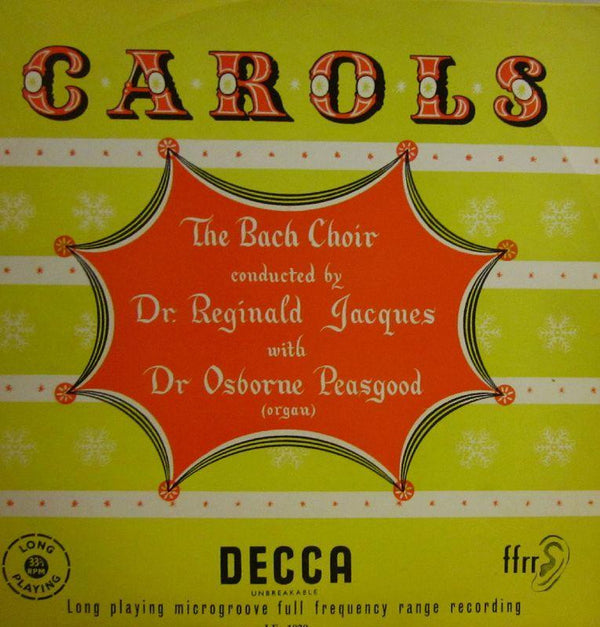 CAROLS
The Bach Choir
conducted by
Dr. Reginald Jacques
with
Dr Osborne Peasgood
(organ)
LONG
33⅓
RPM
PLAYING
DECCA
ffrr
UNBREAKABLE
Long playing microgroove full frequency range recording